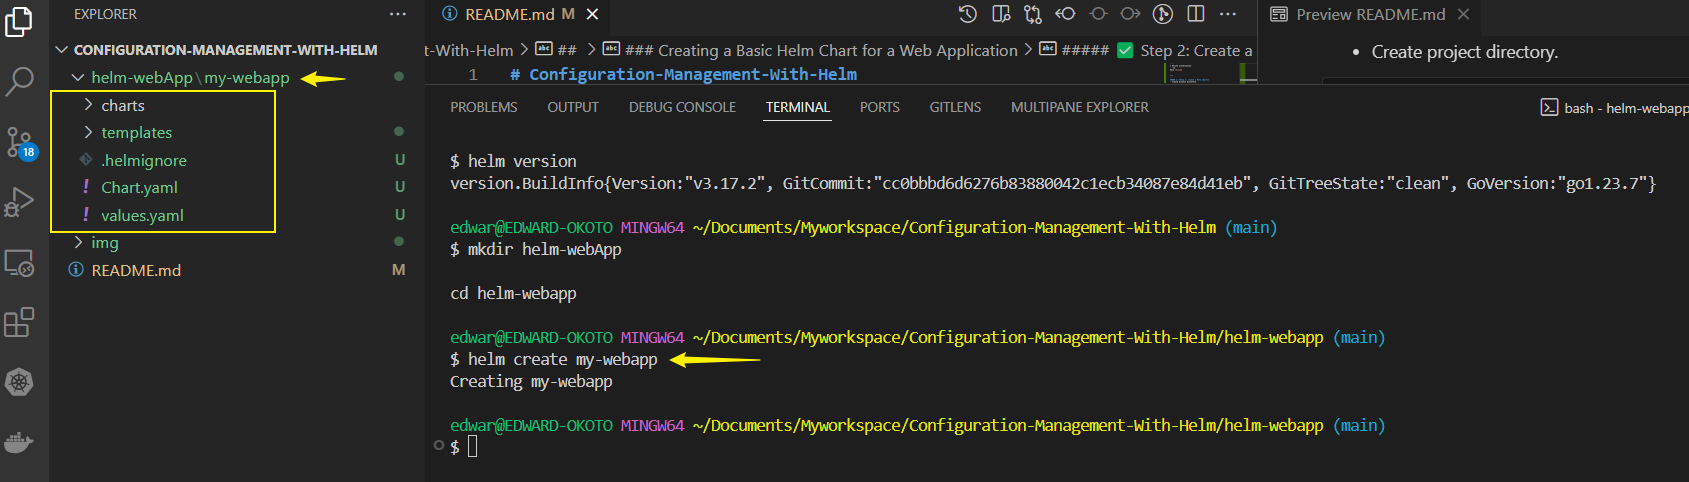 EXPLORER
CONFIGURATION-MANAGEMENT-WITH-HELM
helm-webApp\my-webapp
charts
templates
.helmignore U
Chart.yaml U
values.yaml U
img
README.md M
18
README.md M
t-With-Helm > ## > ### Creating a Basic Helm Chart for a Web Application > ##### ✅ Step 2: Create a
1 # Configuration-Management-With-Helm
Preview README.md
• Create project directory.
PROBLEMS OUTPUT DEBUG CONSOLE TERMINAL PORTS GITLENS MULTIPANE EXPLORER
bash - helm-webapp
$ helm version
version.BuildInfo{Version:"v3.17.2", GitCommit:"cc0bbbd6d6276b83880042c1ecb34087e84d41eb", GitTreeState:"clean", GoVersion:"go1.23.7"}
edwar@EDWARD-OKOTO MINGW64 ~/Documents/Myworkspace/Configuration-Management-With-Helm (main)
$ mkdir helm-webApp
cd helm-webapp
edwar@EDWARD-OKOTO MINGW64 ~/Documents/Myworkspace/Configuration-Management-With-Helm/helm-webapp (main)
$ helm create my-webapp
Creating my-webapp
edwar@EDWARD-OKOTO MINGW64 ~/Documents/Myworkspace/Configuration-Management-With-Helm/helm-webapp (main)
$